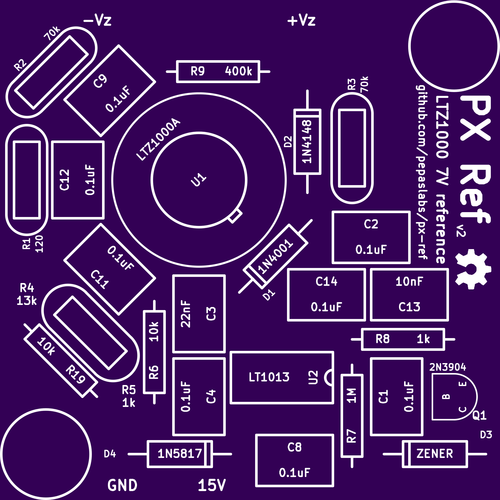 −Vz
+Vz
R2
70k
C9
0.1uF
R9 400k
R3
70k
LTZ1000A
U1
D2
1N4148
PX Ref
v2
LTZ1000 7V reference
github.com/pepaslabs/px-ref
C12
0.1uF
R1
120
C2
0.1uF
0.1uF
C11
1N4001
D1
C14
0.1uF
10nF
C13
R4
13k
10k
R19
R5
1k
10k
R6
22nF
C3
R8 1k
LT1013
U2
1M
R7
0.1uF
C4
C1
0.1uF
2N3904
E
B
C
Q1
D3
D4
1N5817
C8
0.1uF
ZENER
GND
15V